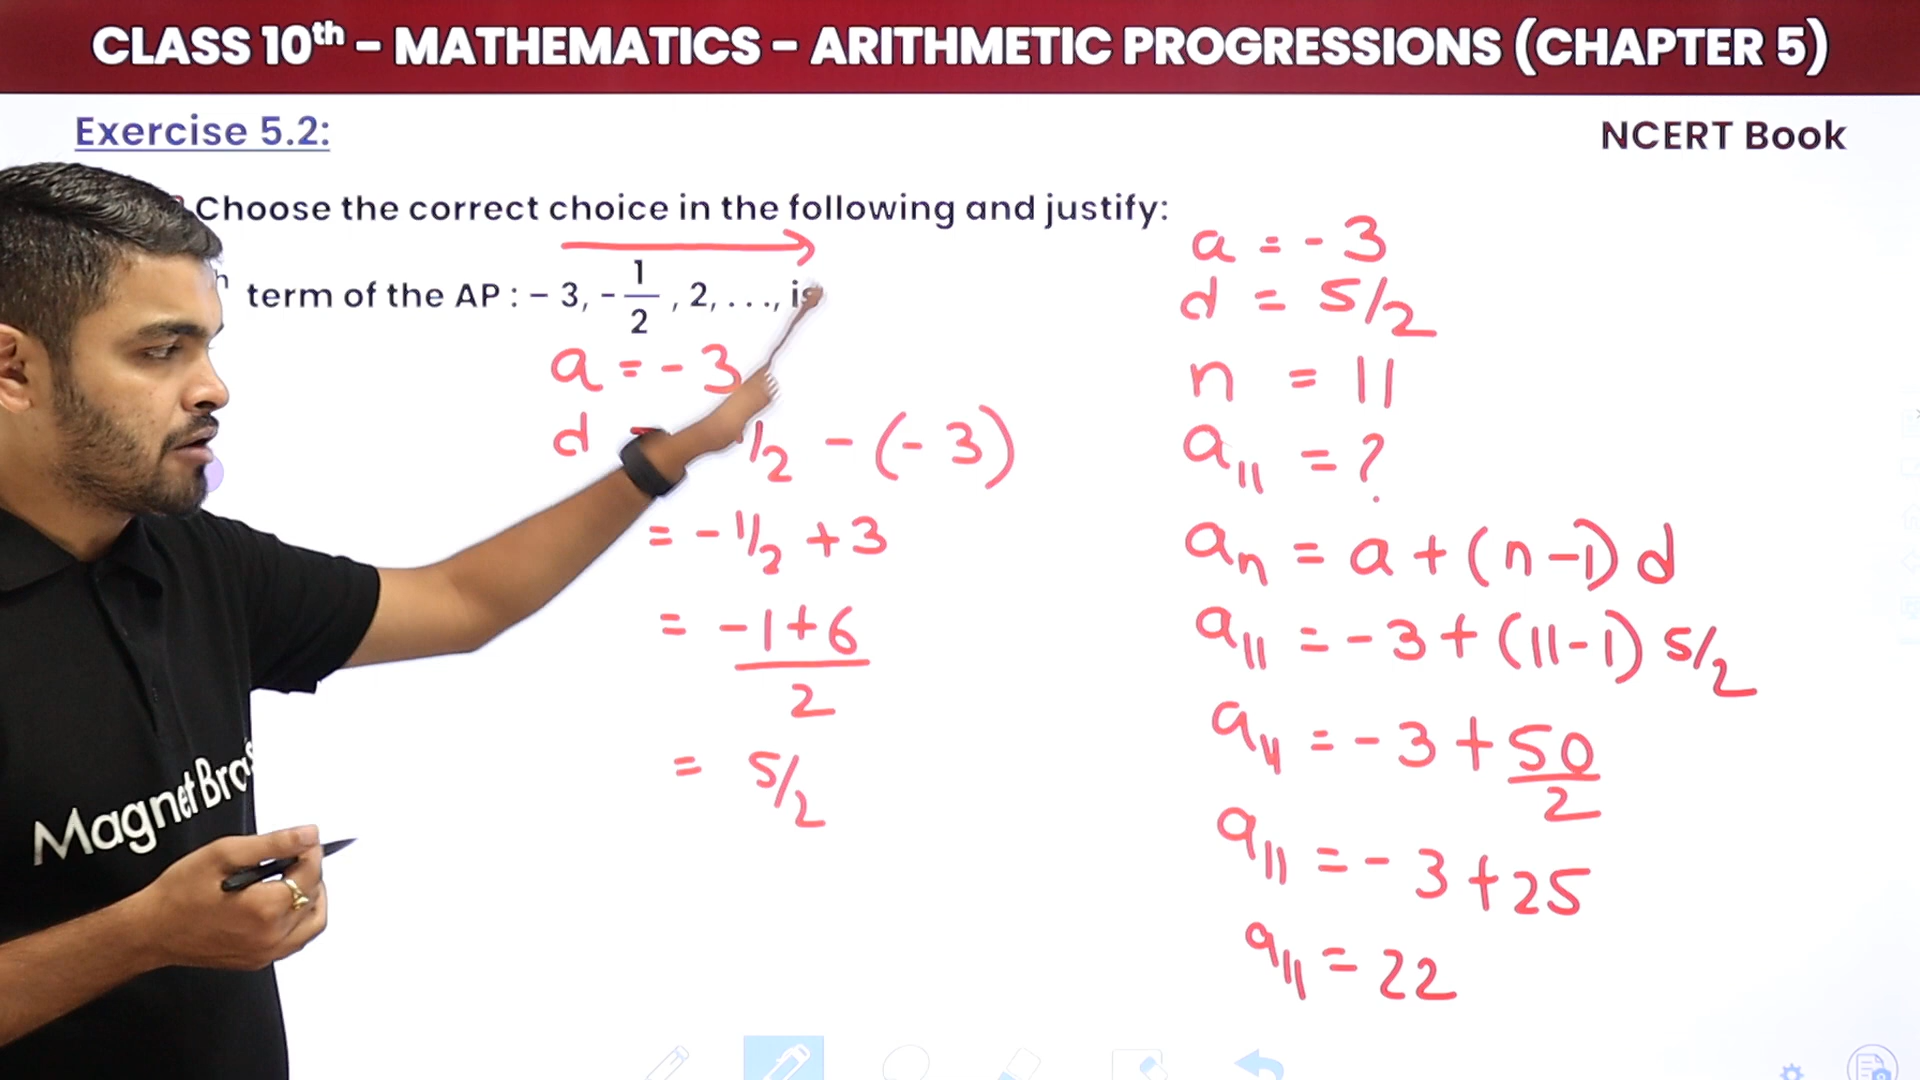 CLASS 10th – MATHEMATICS – ARITHMETIC PROGRESSIONS (CHAPTER 5)
Exercise 5.2:
NCERT Book
Choose the correct choice in the following and justify:
term of the AP : – 3, - 1/2 , 2, . . ., is
a = - 3
d = 1/2 - (- 3)
= - 1/2 + 3
= -1+6 / 2
= 5/2
a = - 3
d = 5/2
n = 11
a11 = ?
an = a + (n-1) d
a11 = -3 + (11-1) 5/2
a11 = -3 + 50/2
a11 = - 3 + 25
a11 = 22
Magnet Bra